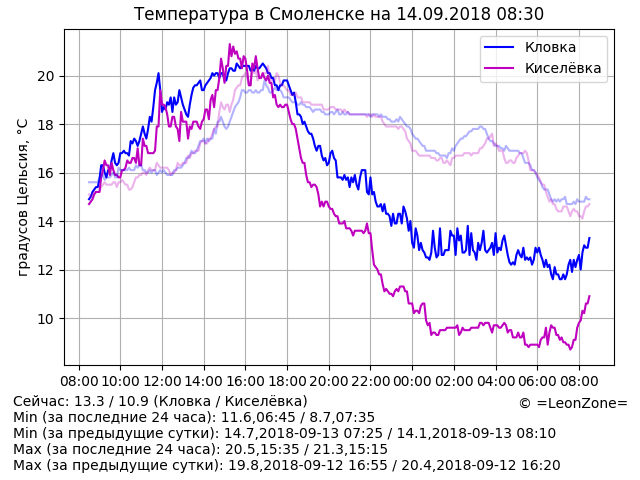 Температура в Смоленске на 14.09.2018 08:30
Кловка
Киселёвка
градусов Цельсия, °C
20
18
16
14
12
10
08:00 10:00 12:00 14:00 16:00 18:00 20:00 22:00 00:00 02:00 04:00 06:00 08:00
Сейчас: 13.3 / 10.9 (Кловка / Киселёвка)
© =LeonZone=
Min (за последние 24 часа): 11.6,06:45 / 8.7,07:35
Min (за предыдущие сутки): 14.7,2018-09-13 07:25 / 14.1,2018-09-13 08:10
Max (за последние 24 часа): 20.5,15:35 / 21.3,15:15
Max (за предыдущие сутки): 19.8,2018-09-12 16:55 / 20.4,2018-09-12 16:20